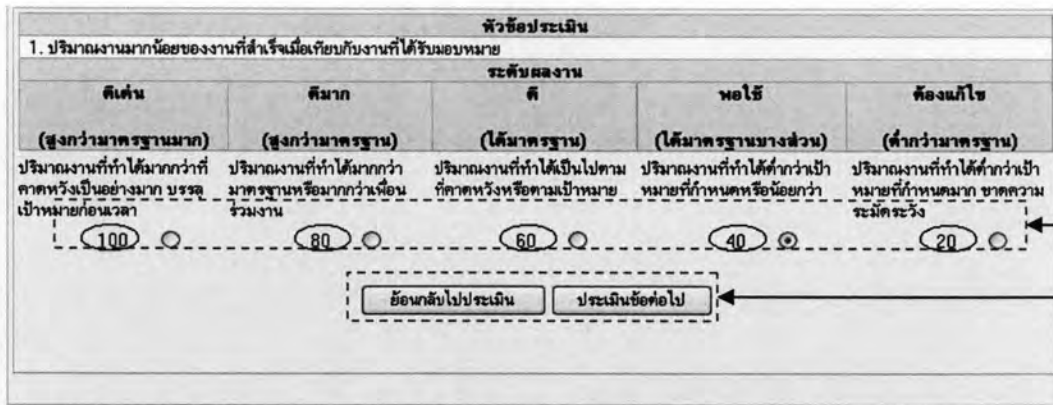 หัวข้อประเมิน
1. ปริมาณงานมากน้อยของงานที่สำเร็จเมื่อเทียบกับงานที่ได้รับมอบหมาย
ระดับผลงาน
ดีเด่น
(สูงกว่ามาตรฐานมาก)
ดีมาก
(สูงกว่ามาตรฐาน)
ดี
(ได้มาตรฐาน)
พอใช้
(ได้มาตรฐานบางส่วน)
ต้องแก้ไข
(ต่ำกว่ามาตรฐาน)
ปริมาณงานที่ทำได้มากกว่าที่
คาดหวังเป็นอย่างมาก บรรลุ
เป้าหมายก่อนเวลา
ปริมาณงานที่ทำได้มากกว่า
มาตรฐานหรือมากกว่าเพื่อน
ร่วมงาน
ปริมาณงานที่ทำได้เป็นไปตาม
ที่คาดหวังหรือตามเป้าหมาย
ปริมาณงานที่ทำได้ต่ำกว่าเป้า
หมายที่กำหนดหรือน้อยกว่า
ปริมาณงานที่ทำได้ต่ำกว่าเป้า
หมายที่กำหนดมาก ขาดความ
ระมัดระวัง
100
80
60
40
20
ย้อนกลับไปประเมิน
ประเมินข้อต่อไป